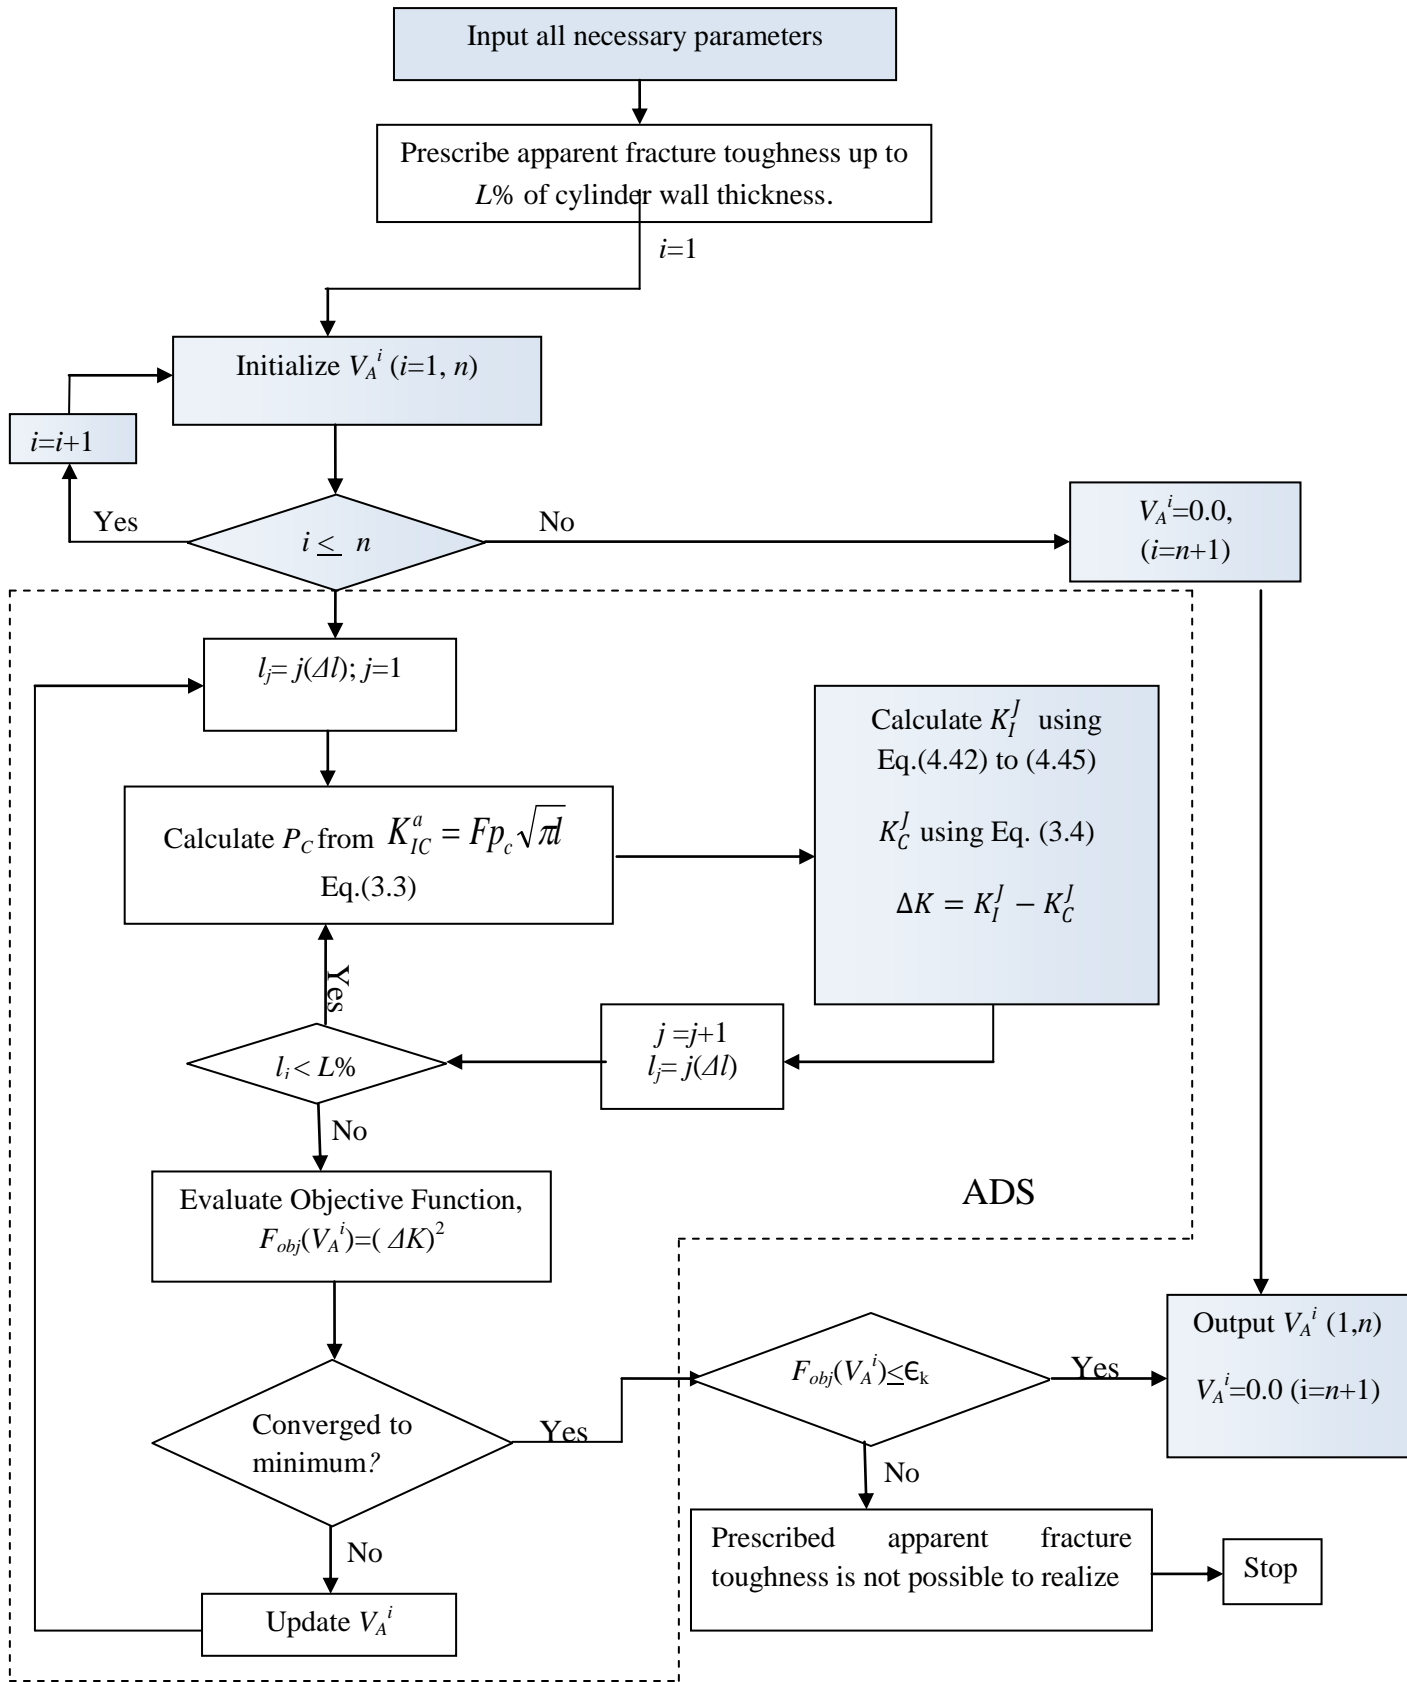 Input all necessary parameters
Prescribe apparent fracture toughness up to
L% of cylinder wall thickness.
i=1
Initialize V_A^i (i=1, n)
i=i+1
Yes
i ≤ n
No
V_A^i=0.0,
(i=n+1)
l_j= j(Δl); j=1
Calculate K_I^J using
Eq.(4.42) to (4.45)
K_C^J using Eq. (3.4)
ΔK = K_I^J − K_C^J
Calculate P_C from K_IC^a = Fp_c √πl
Eq.(3.3)
Yes
j =j+1
l_j= j(Δl)
l_j < L%
No
Evaluate Objective Function,
F_obj(V_A^i)=( ΔK)^2
ADS
Output V_A^i (1,n)
V_A^i=0.0 (i=n+1)
F_obj(V_A^i)≤Є_k
Yes
Converged to
minimum?
Yes
No
Prescribed apparent fracture
toughness is not possible to realize
Stop
No
Update V_A^i